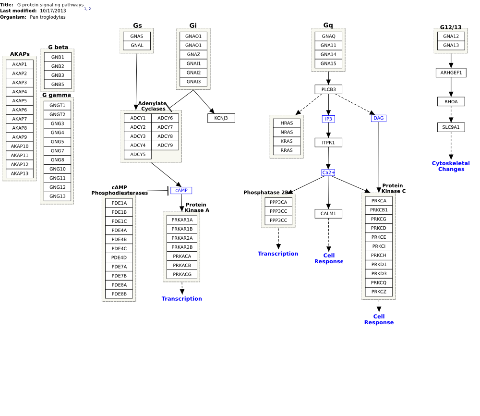 Title: G protein signaling pathways
Last modified: 10/17/2013
Organism: Pan troglodytes
AKAPs
AKAP1
AKAP2
AKAP3
AKAP4
AKAP5
AKAP6
AKAP7
AKAP8
AKAP9
AKAP10
AKAP11
AKAP12
AKAP13
G beta
GNB1
GNB2
GNB3
GNB5
G gamma
GNGT1
GNGT2
GNG3
GNG4
GNG5
GNG7
GNG8
GNG10
GNG11
GNG12
GNG13
Gs
GNAS
GNAL
Gi
GNAO1
GNAO1
GNAZ
GNAI1
GNAI2
GNAI3
Adenylate
Cyclases
ADCY1
ADCY6
ADCY2
ADCY7
ADCY3
ADCY8
ADCY4
ADCY9
ADCY5
KCNJ3
cAMP
cAMP
Phosphodiesterases
PDE1A
PDE1B
PDE1C
PDE4A
PDE4B
PDE4C
PDE4D
PDE7A
PDE7B
PDE8A
PDE8B
Protein
Kinase A
PRKAR1A
PRKAR1B
PRKAR2A
PRKAR2B
PRKACA
PRKACB
PRKACG
Transcription
Gq
GNAQ
GNA11
GNA14
GNA15
PLCB3
HRAS
NRAS
KRAS
RRAS
IP3
DAG
ITPR1
Ca2+
Phosphatase 2B
PPP3CA
PPP3CC
PPP3CC
Transcription
CALM1
Cell
Response
Protein
Kinase C
PRKCA
PRKCB1
PRKCG
PRKCD
PRKCE
PRKCI
PRKCH
PRKD1
PRKD3
PRKCQ
PRKCZ
Cell
Response
G12/13
GNA12
GNA13
ARHGEF1
RHOA
SLC9A1
Cytoskeletal
Changes